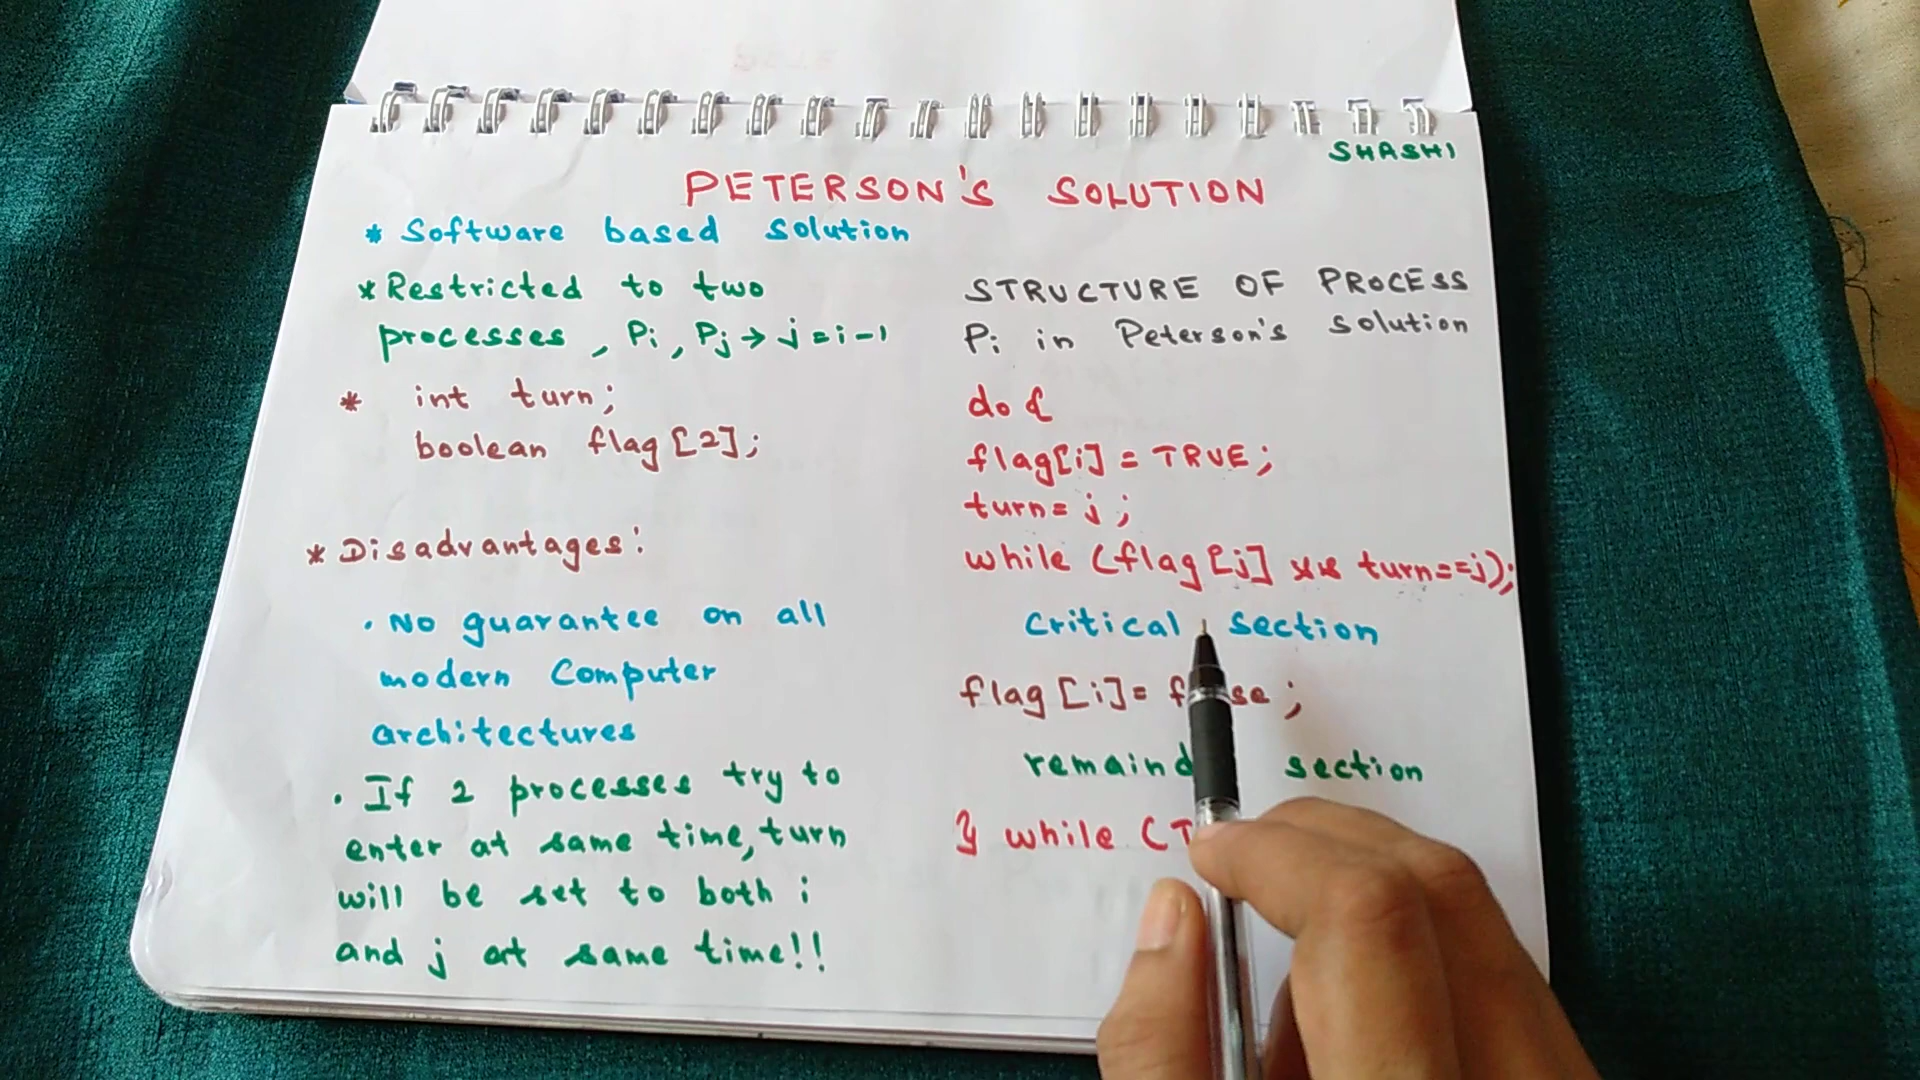 SHASHI
PETERSON'S SOLUTION
* Software based solution
* Restricted to two
processes, Pi, Pj → j=i-1
* int turn;
boolean flag[2];
* Disadvantages:
. No guarantee on all
modern Computer
architectures
. If 2 processes try to
enter at same time, turn
will be set to both i
and j at same time!!
STRUCTURE OF PROCESS
Pi in Peterson's solution
do {
flag[i] = TRUE;
turn= j;
while (flag[j] && turn==j);
Critical section
flag[i]= ;
section
} while (